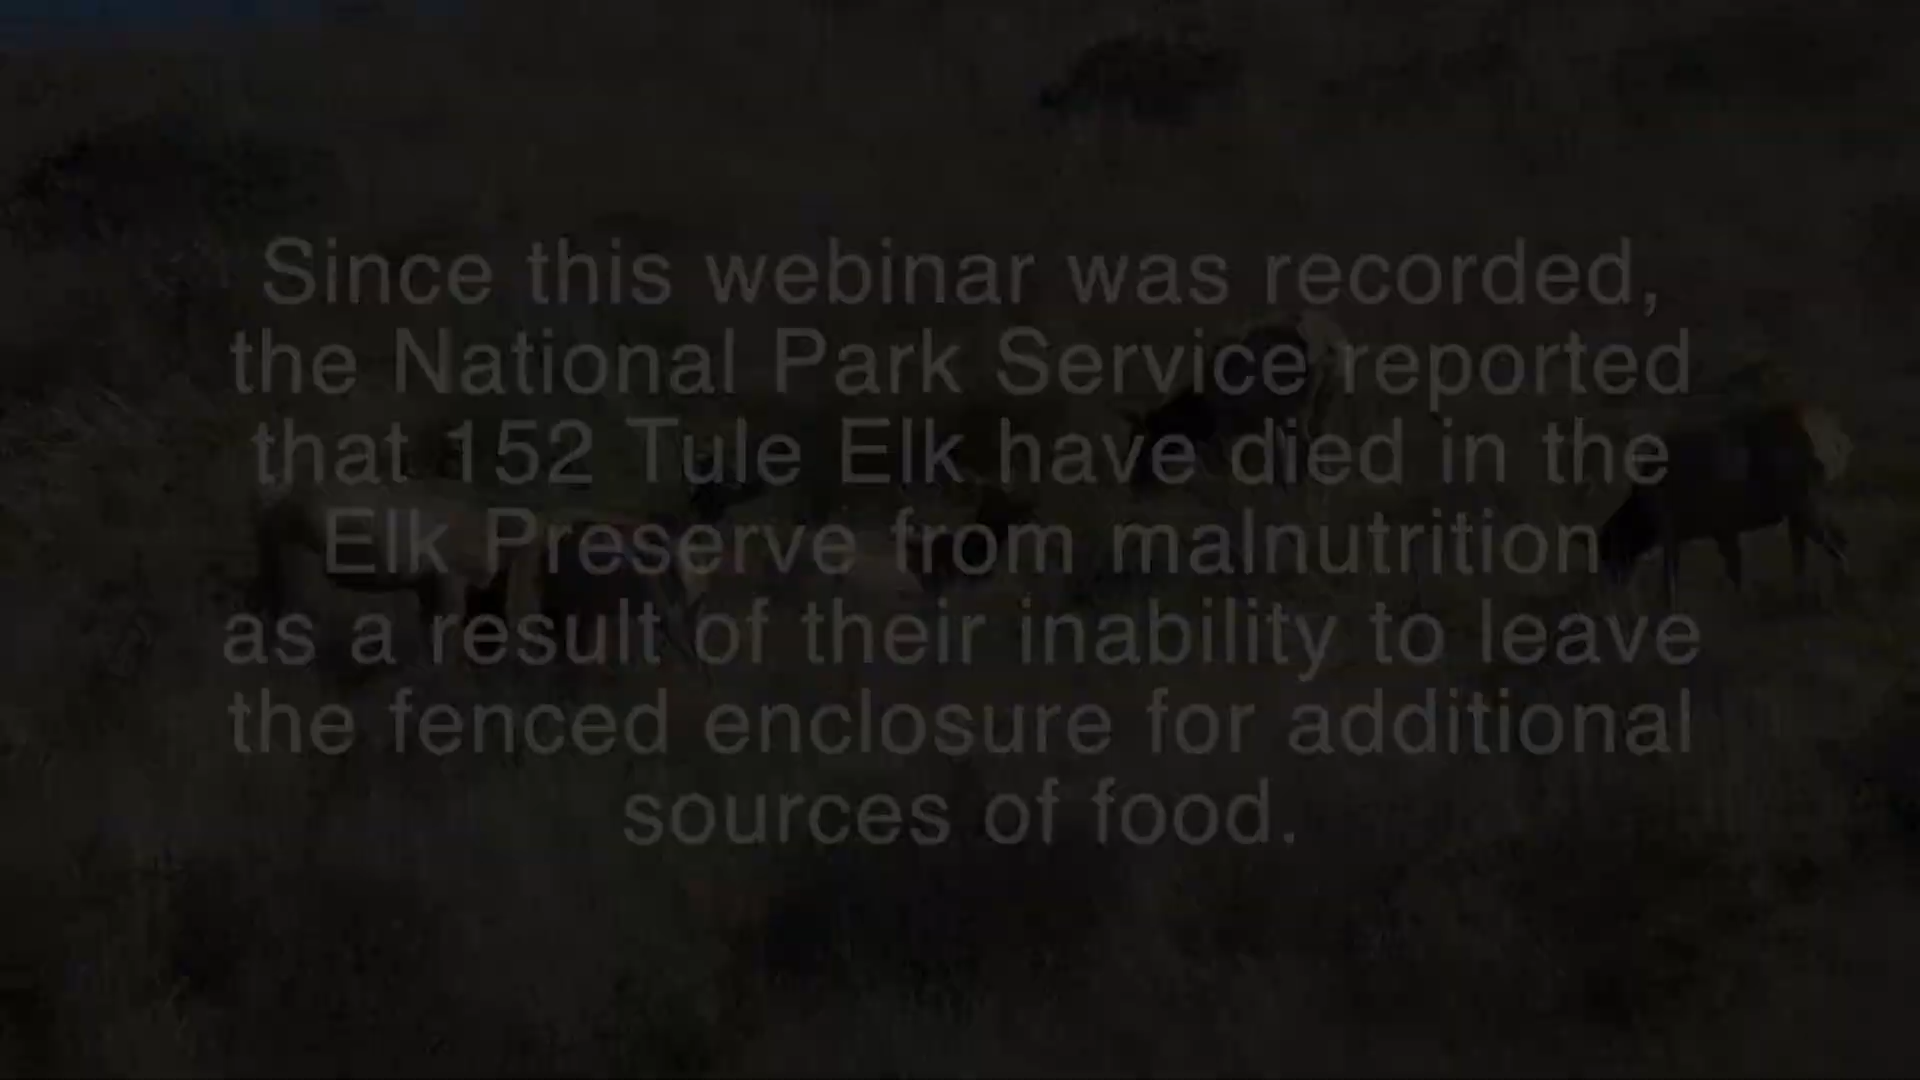 Since this webinar was recorded,
the National Park Service reported
that 152 Tule Elk have died in the
Elk Preserve from malnutrition
as a result of their inability to leave
the fenced enclosure for additional
sources of food.